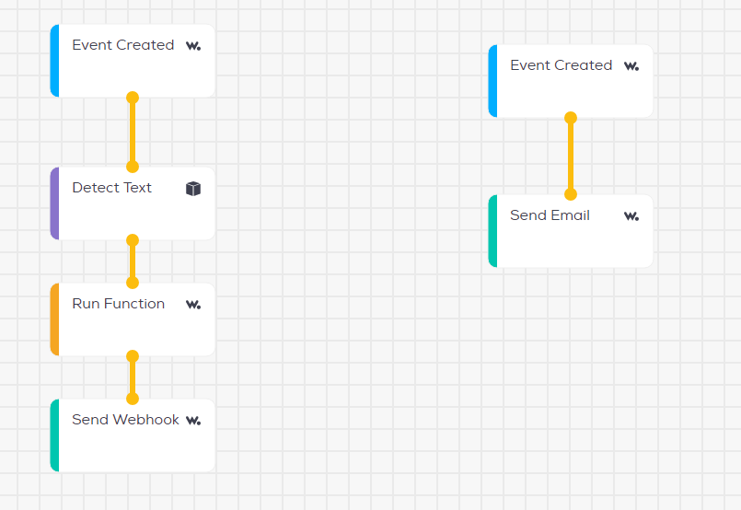 Event Created
Detect Text
Run Function
Send Webhook
Event Created
Send Email